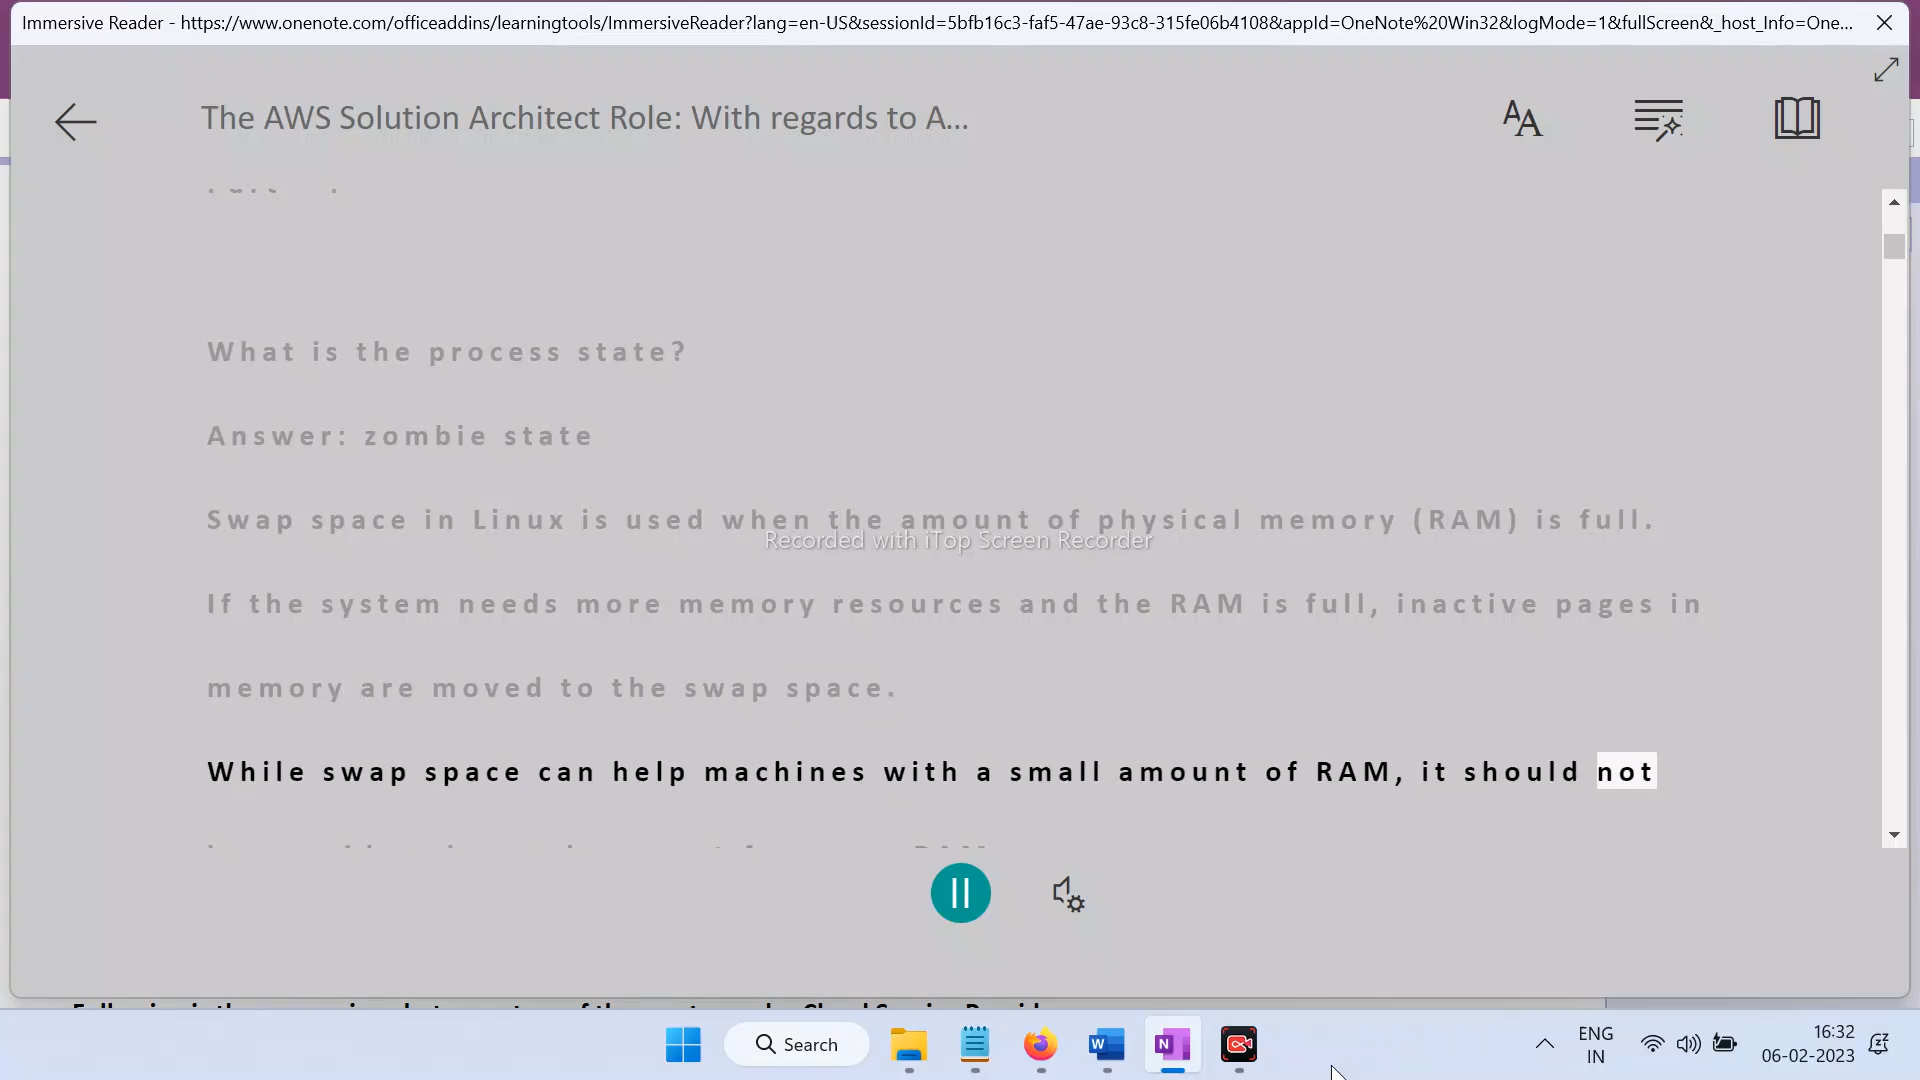 Immersive Reader - https://www.onenote.com/officeaddins/learningtools/ImmersiveReader?lang=en-US&sessionId=5bfb16c3-faf5-47ae-93c8-315fe06b4108&appId=OneNote%20Win32&logMode=1&fullScreen&_host_Info=One...
The AWS Solution Architect Role: With regards to A...
What is the process state?
Answer: zombie state
Swap space in Linux is used when the amount of physical memory (RAM) is full.
Recorded with iTop Screen Recorder
If the system needs more memory resources and the RAM is full, inactive pages in
memory are moved to the swap space.
While swap space can help machines with a small amount of RAM, it should not
Search
ENG
IN
16:32
06-02-2023